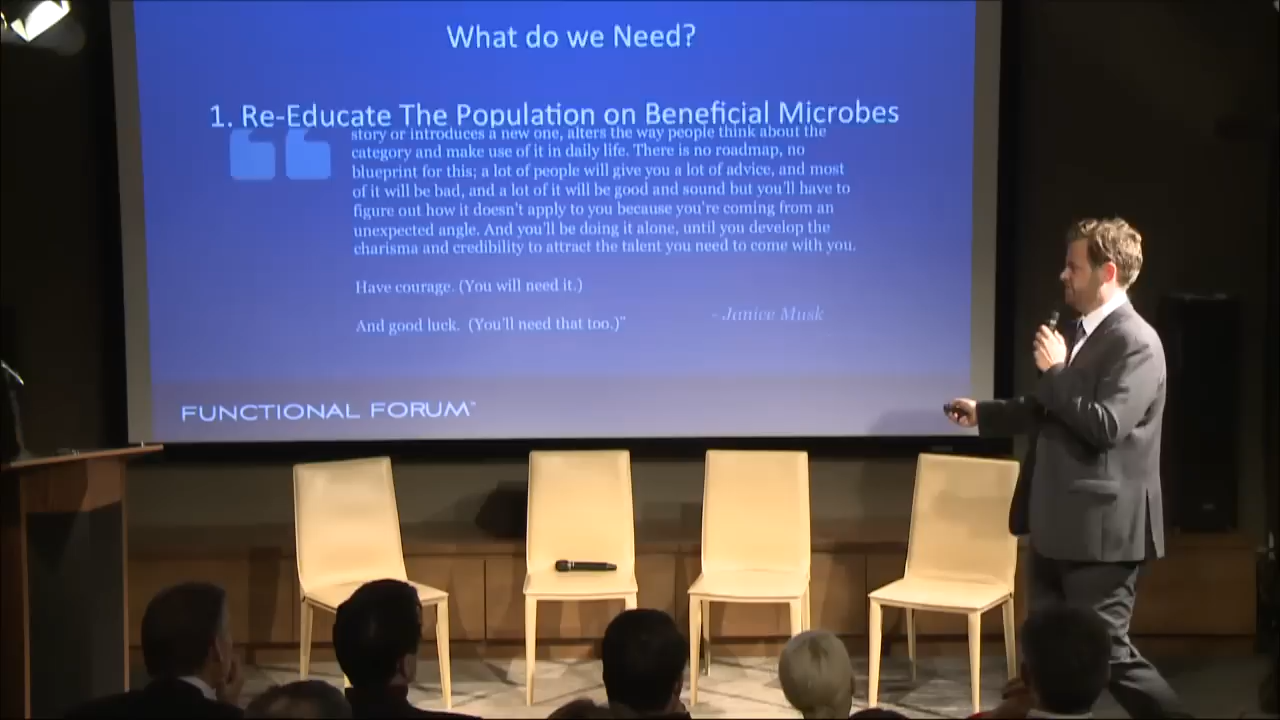 What do we Need?
1. Re-Educate The Population on Beneficial Microbes
story or introduces a new one, alters the way people think about the
category and make use of it in daily life. There is no roadmap, no
blueprint for this; a lot of people will give you a lot of advice, and most
of it will be bad, and a lot of it will be good and sound but you'll have to
figure out how it doesn't apply to you because you're coming from an
unexpected angle. And you'll be doing it alone, until you develop the
charisma and credibility to attract the talent you need to come with you.
Have courage. (You will need it.)
And good luck. (You'll need that too.)"
- Janice Musk
FUNCTIONAL FORUM™